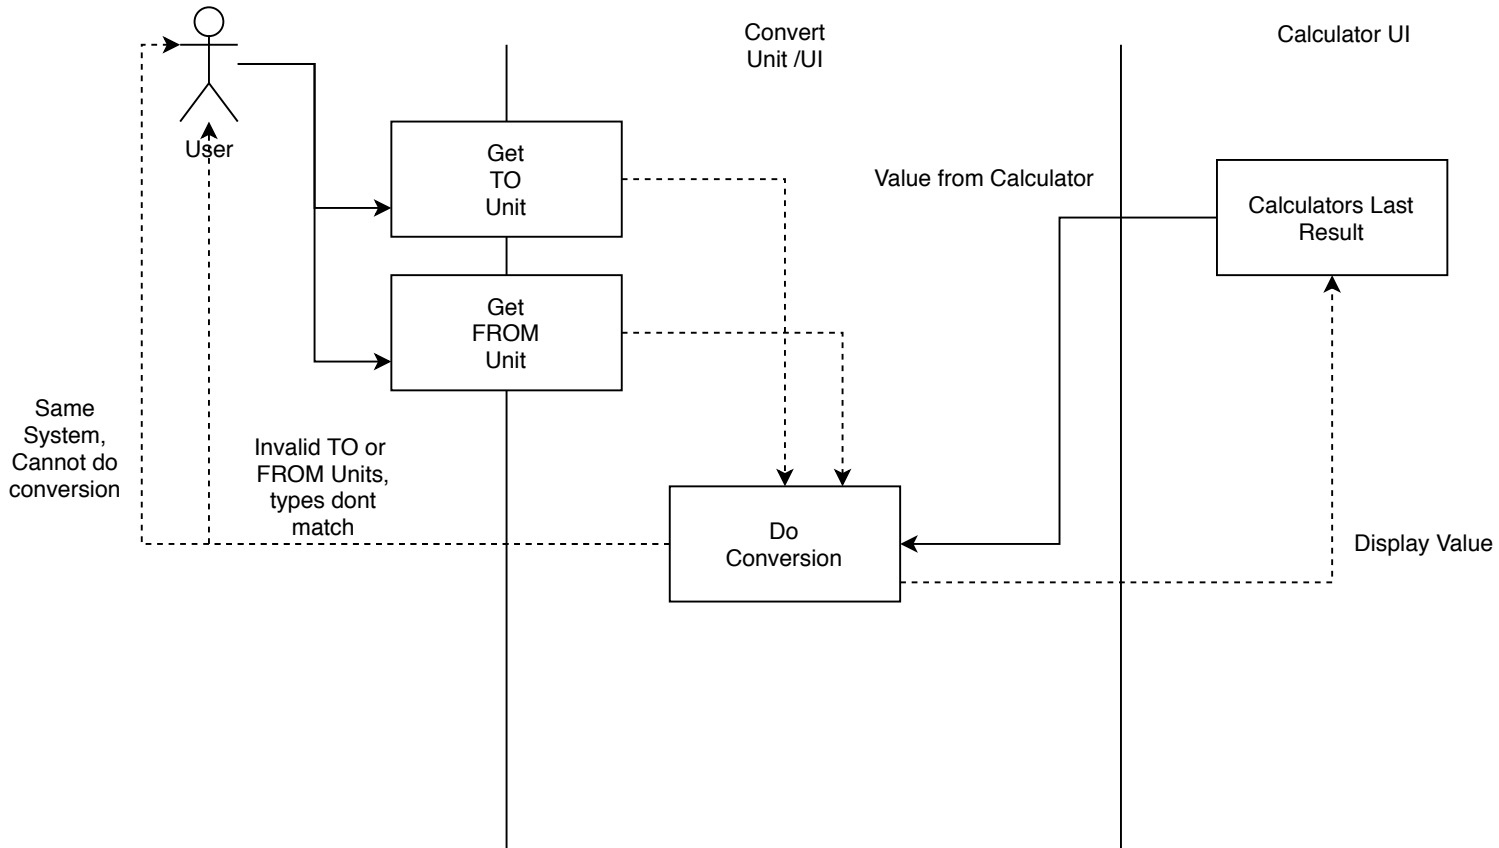 Convert
Unit /UI
Calculator UI
User
Get
TO
Unit
Value from Calculator
Calculators Last
Result
Get
FROM
Unit
Same
System,
Cannot do
conversion
Invalid TO or
FROM Units,
types dont
match
Do
Conversion
Display Value